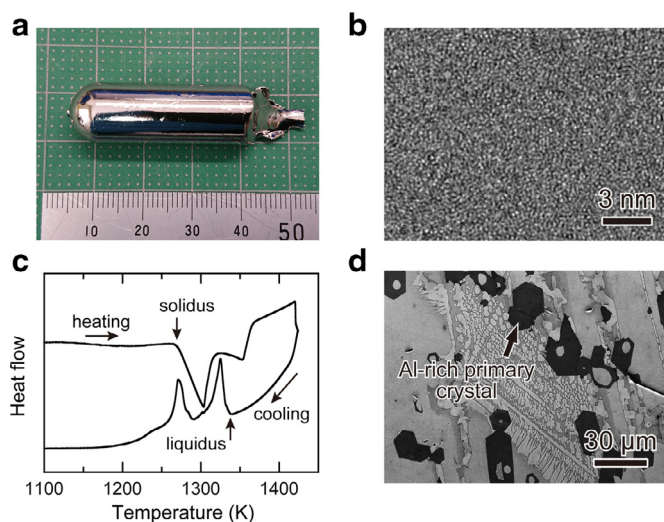 a
10 20 30 40 50
b
3 nm
c
heating
solidus
liquidus
cooling
Heat flow
1100 1200 1300 1400
Temperature (K)
d
Al-rich primary
crystal
30 µm